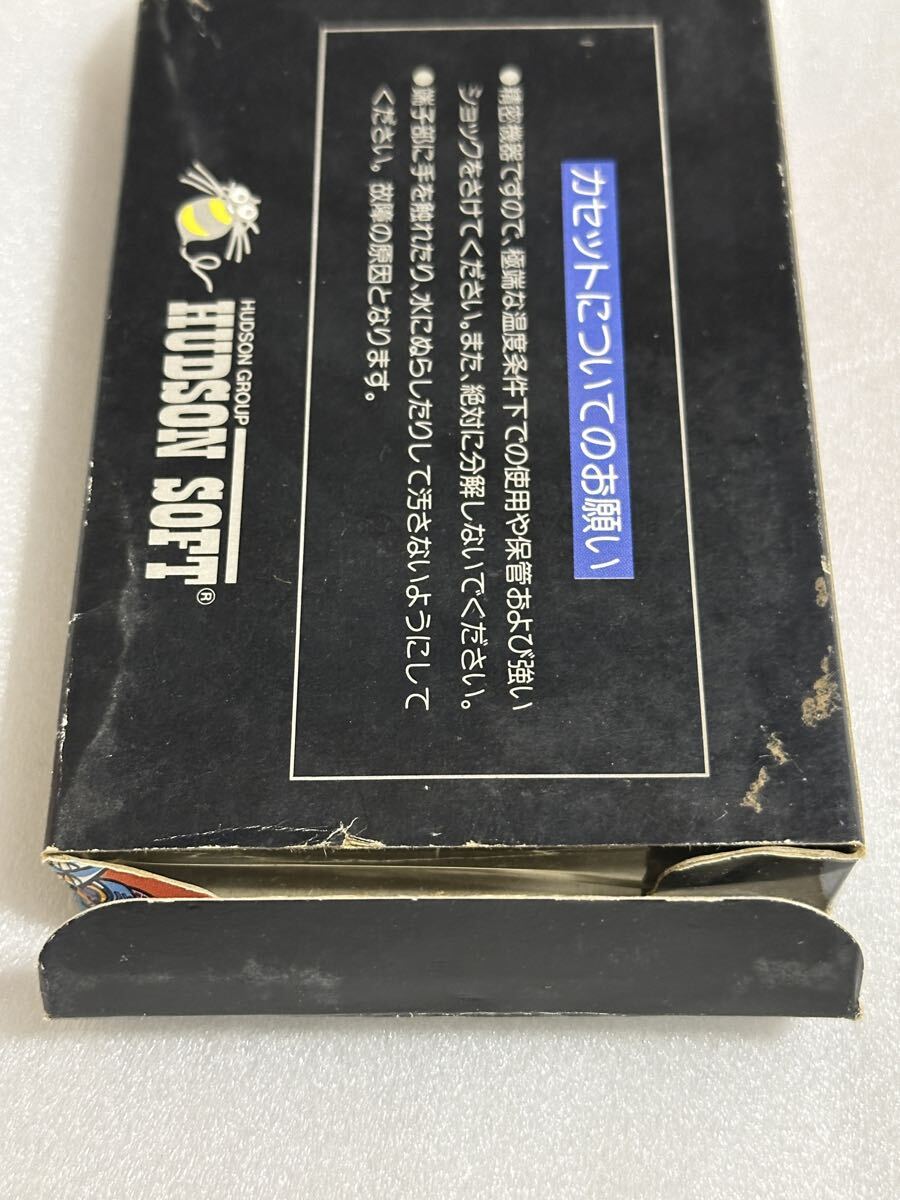 カセットについてのお願い
●精密機器ですので、極端な温度条件下での使用や保管および強い
ショックをさけてください。また、絶対に分解しないでください。
●端子部に手を触れたり、水にぬらしたりして汚さないようにして
ください。故障の原因となります。
HUDSON GROUP
HUDSON SOFT®